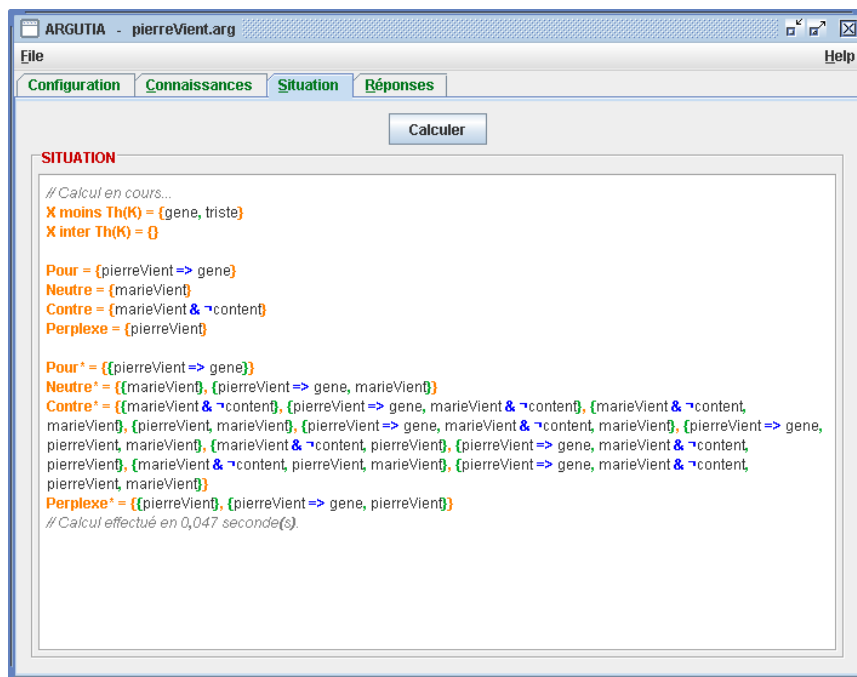 ARGUTIA - pierreVient.arg
File Help
Configuration Connaissances Situation Réponses
Calculer
SITUATION
// Calcul en cours...
X moins Th(K) = {gene, triste}
X inter Th(K) = {}
Pour = {pierreVient => gene}
Neutre = {marieVient}
Contre = {marieVient & ¬content}
Perplexe = {pierreVient}
Pour* = {{pierreVient => gene}}
Neutre* = {{marieVient}, {pierreVient => gene, marieVient}}
Contre* = {{marieVient & ¬content}, {pierreVient => gene, marieVient & ¬content}, {marieVient & ¬content,
marieVient}, {pierreVient, marieVient}, {pierreVient => gene, marieVient & ¬content, marieVient}, {pierreVient => gene,
pierreVient, marieVient}, {marieVient & ¬content, pierreVient}, {pierreVient => gene, marieVient & ¬content,
pierreVient}, {marieVient & ¬content, pierreVient, marieVient}, {pierreVient => gene, marieVient & ¬content,
pierreVient, marieVient}}
Perplexe* = {{pierreVient}, {pierreVient => gene, pierreVient}}
// Calcul effectué en 0,047 seconde(s).